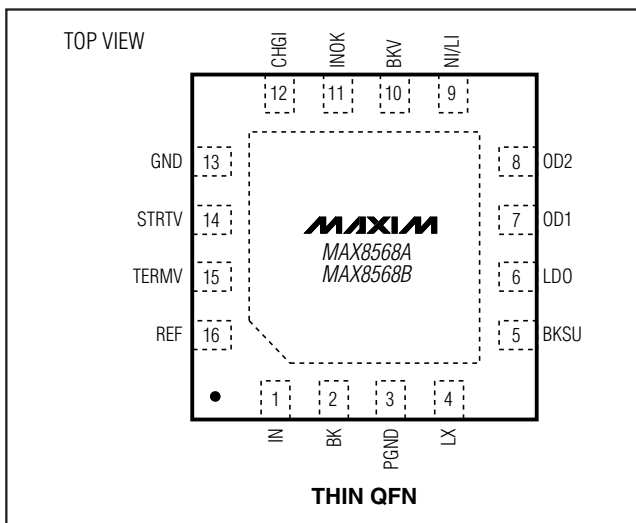 TOP VIEW
CHGI
INOK
BKV
NI/LI
12
11
10
9
GND 13
8 OD2
STRTV 14
7 OD1
MAXIM
MAX8568A
MAX8568B
TERMV 15
6 LDO
REF 16
5 BKSU
1
2
3
4
IN
BK
PGND
LX
THIN QFN